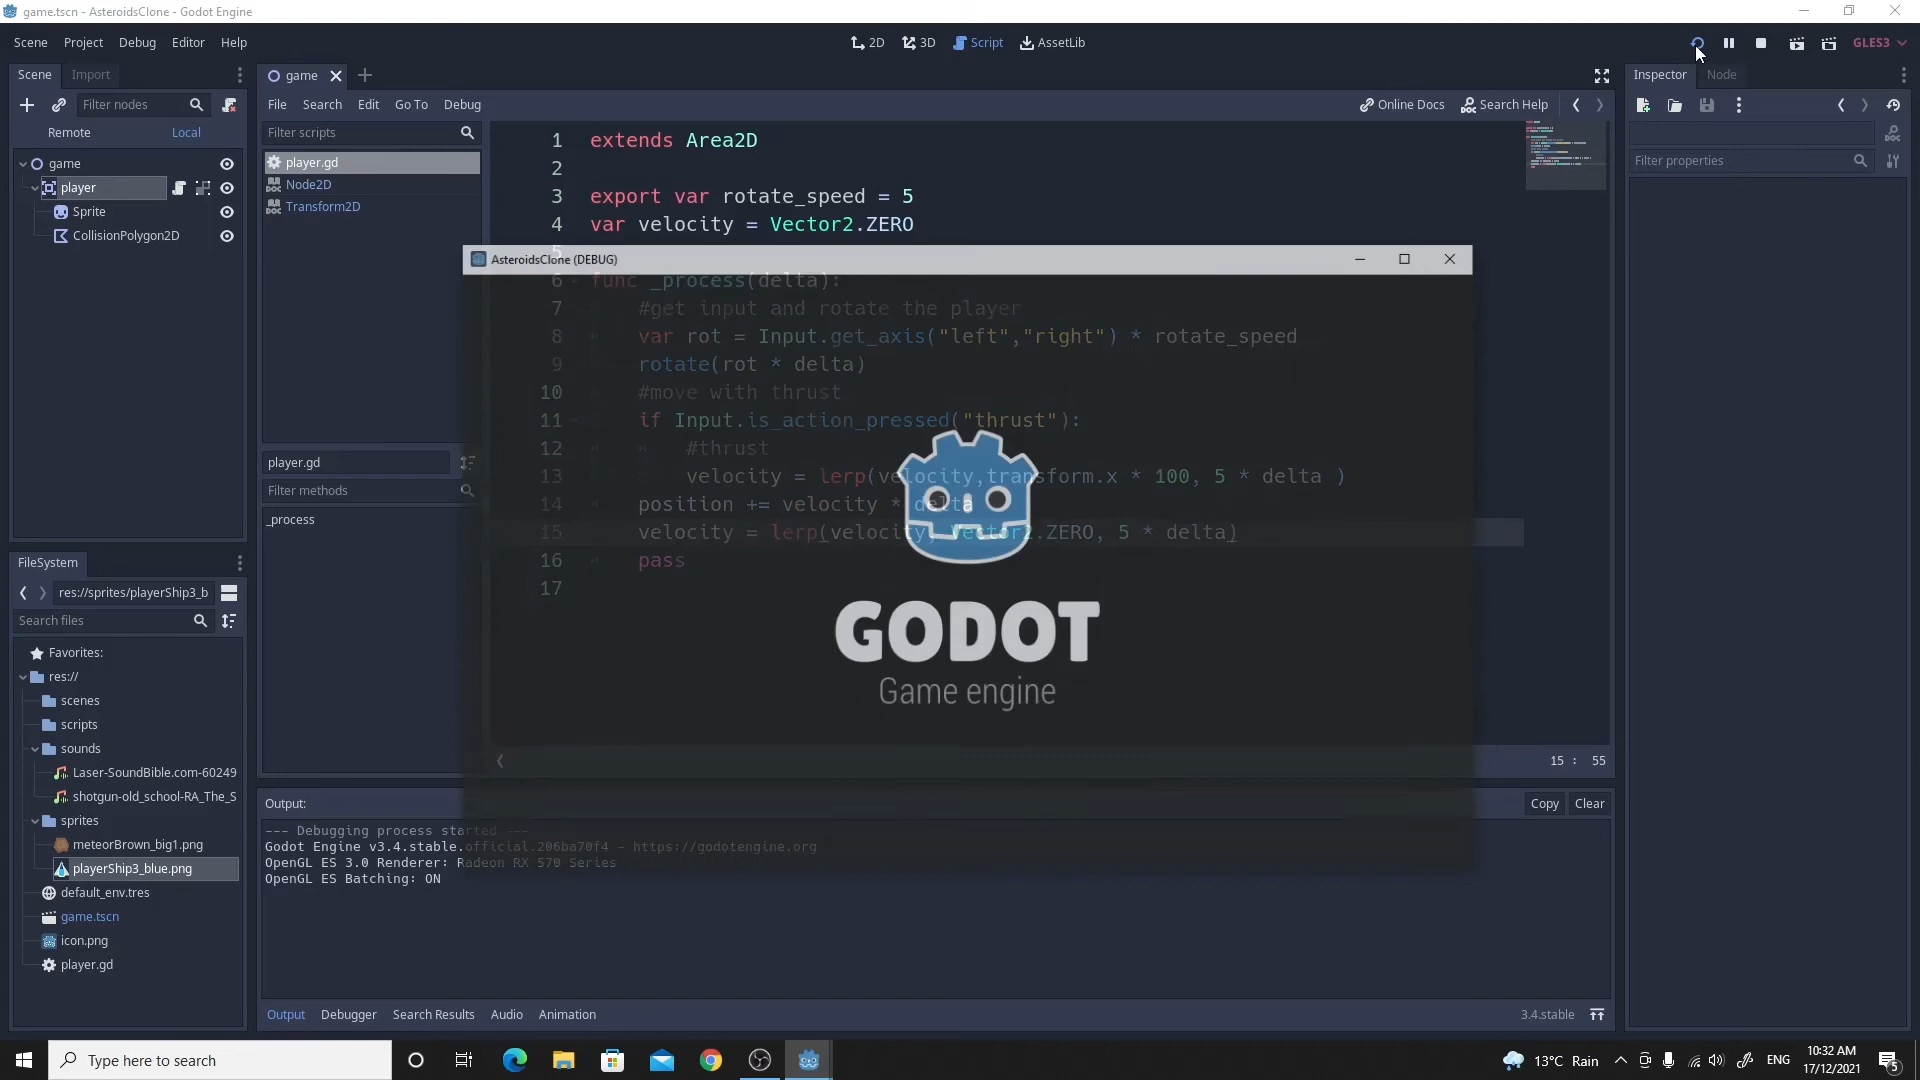 game.tscn - AsteroidsClone - Godot Engine
Scene Project Debug Editor Help
2D 3D Script AssetLib
GLES3
Scene Import
game
Inspector Node
Filter nodes
File Search Edit Go To Debug
Online Docs Search Help
Remote Local
Filter scripts
Filter properties
game
player
Sprite
CollisionPolygon2D
player.gd
Node2D
Transform2D
1 extends Area2D
2
3 export var rotate_speed = 5
4 var velocity = Vector2.ZERO
5
AsteroidsClone (DEBUG)
6 func _process(delta):
7 #get input and rotate the player
8 var rot = Input.get_axis("left","right") * rotate_speed
9 rotate(rot * delta)
10 #move with thrust
11 if Input.is_action_pressed("thrust"):
12 #thrust
13 velocity = lerp(velocity,transform.x * 100, 5 * delta )
14 position += velocity * delta
15 velocity = lerp(velocity, Vector2.ZERO, 5 * delta)
16 pass
17
GODOT
Game engine
player.gd
Filter methods
_process
15 : 55
FileSystem
res://sprites/playerShip3_b
Search files
Favorites:
res://
scenes
scripts
sounds
Laser-SoundBible.com-60249
shotgun-old_school-RA_The_S
sprites
meteorBrown_big1.png
playerShip3_blue.png
default_env.tres
game.tscn
icon.png
player.gd
Output:
Copy Clear
--- Debugging process started ---
Godot Engine v3.4.stable.official.206ba70f4 - https://godotengine.org
OpenGL ES 3.0 Renderer: Radeon RX 570 Series
OpenGL ES Batching: ON
Output Debugger Search Results Audio Animation
3.4.stable
Type here to search
13°C Rain
ENG
10:32 AM
17/12/2021
5